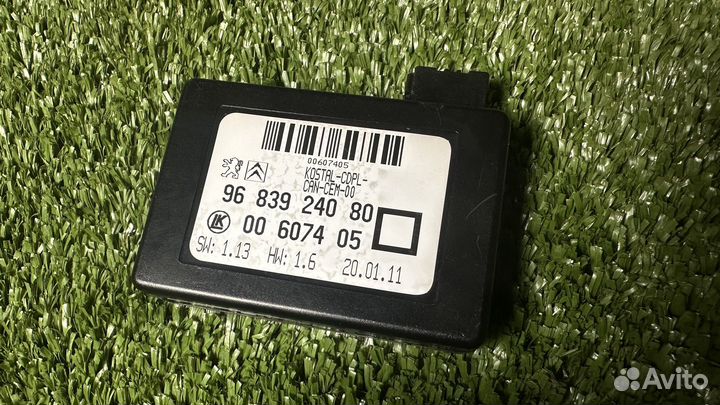 00607405
KOSTAL-CDPL-
CAN-CEM-00
96 839 240 80
LK 00 6074 05
SW: 1.13 HW: 1.6 20.01.11
Avito